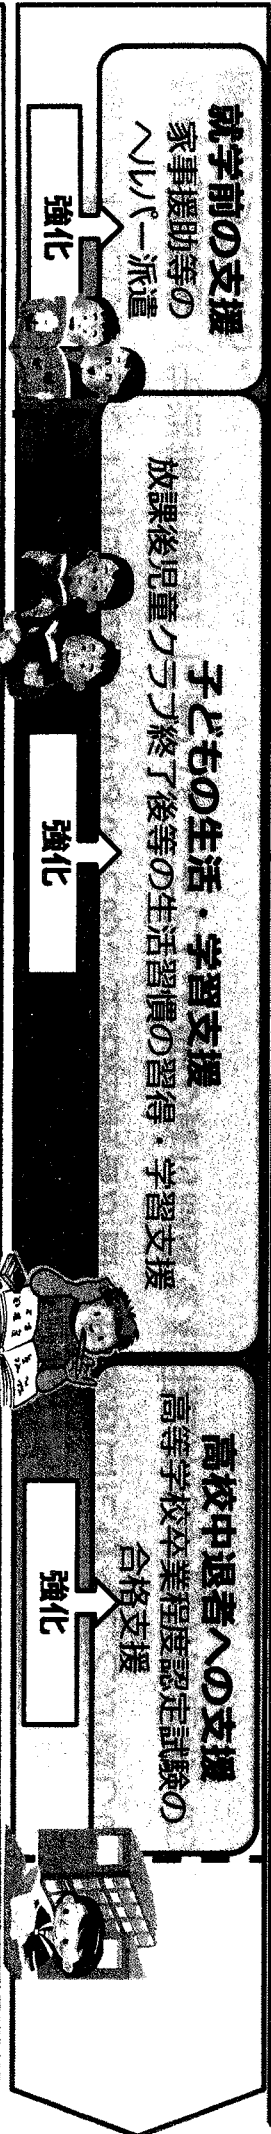 就学前の支援
家事援助等の
ヘルパー派遣
強化
子どもの生活・学習支援
放課後児童クラブ終了後等の生活習慣の習得・学習支援
強化
高校中退者への支援
高等学校卒業程度認定試験の
合格支援
強化